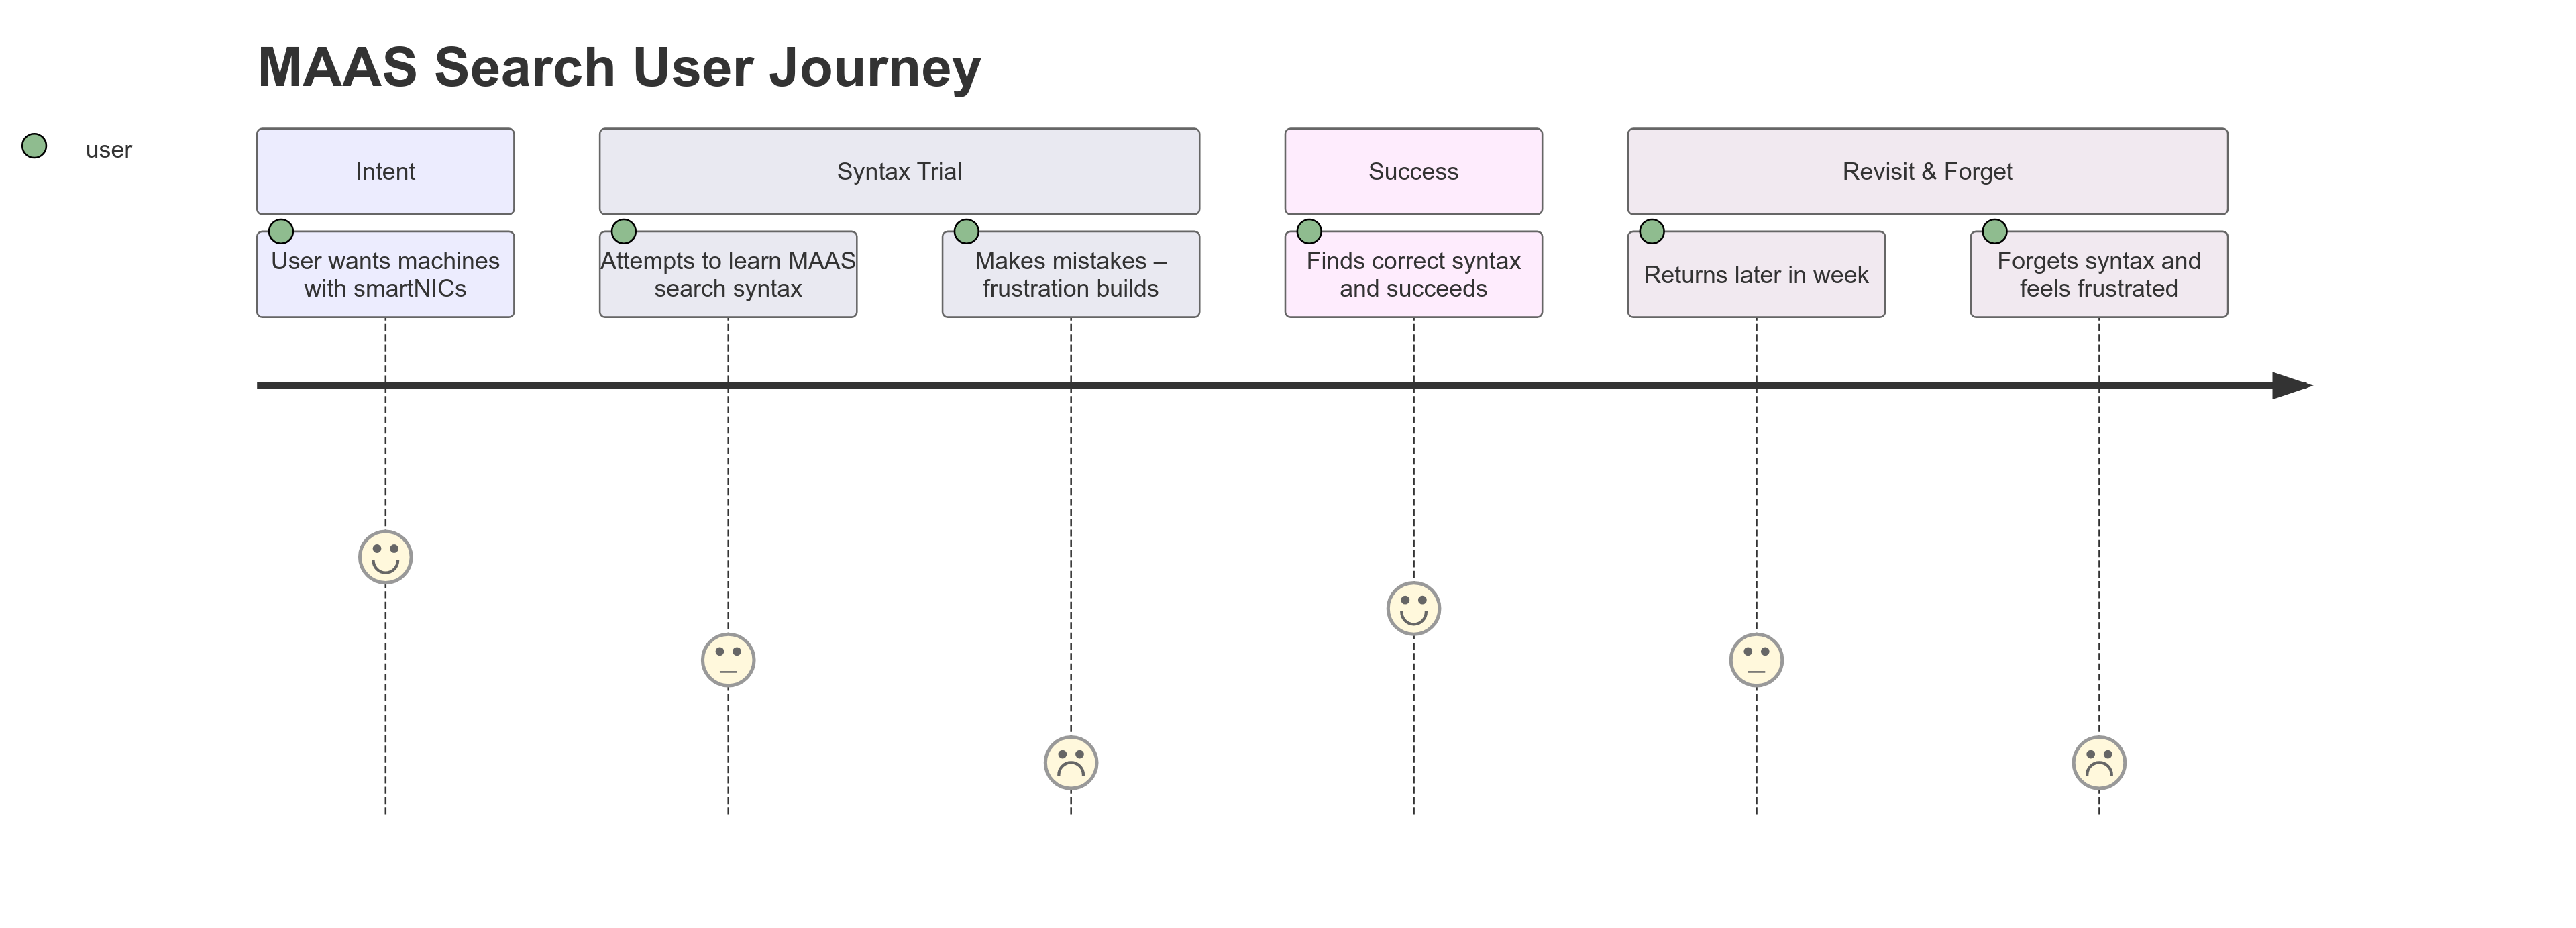 MAAS Search User Journey
user
Intent
Syntax Trial
Success
Revisit & Forget
User wants machines
with smartNICs
Attempts to learn MAAS
search syntax
Makes mistakes –
frustration builds
Finds correct syntax
and succeeds
Returns later in week
Forgets syntax and
feels frustrated